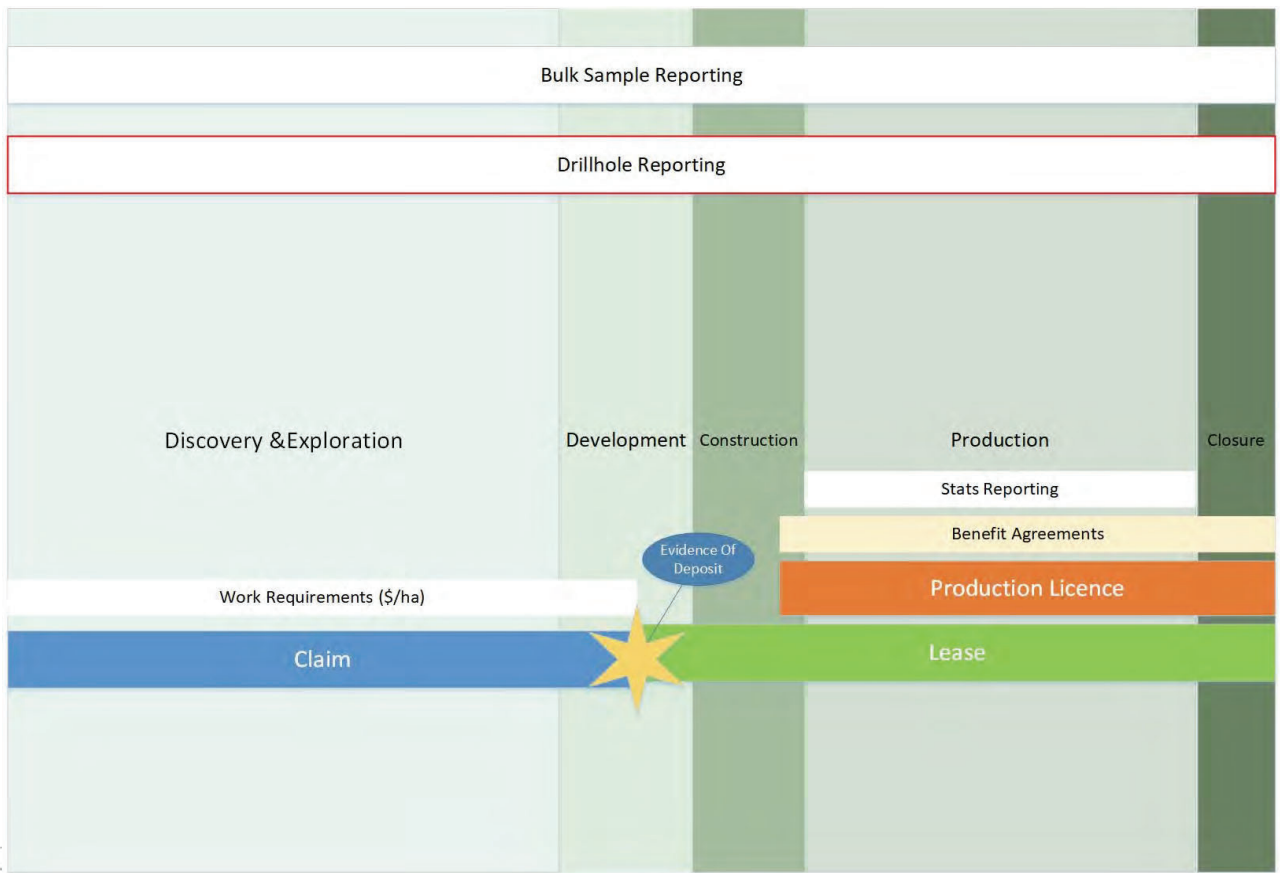 Bulk Sample Reporting
Drillhole Reporting
Discovery &Exploration
Development
Construction
Production
Closure
Stats Reporting
Benefit Agreements
Evidence Of
Deposit
Production Licence
Work Requirements ($/ha)
Claim
Lease